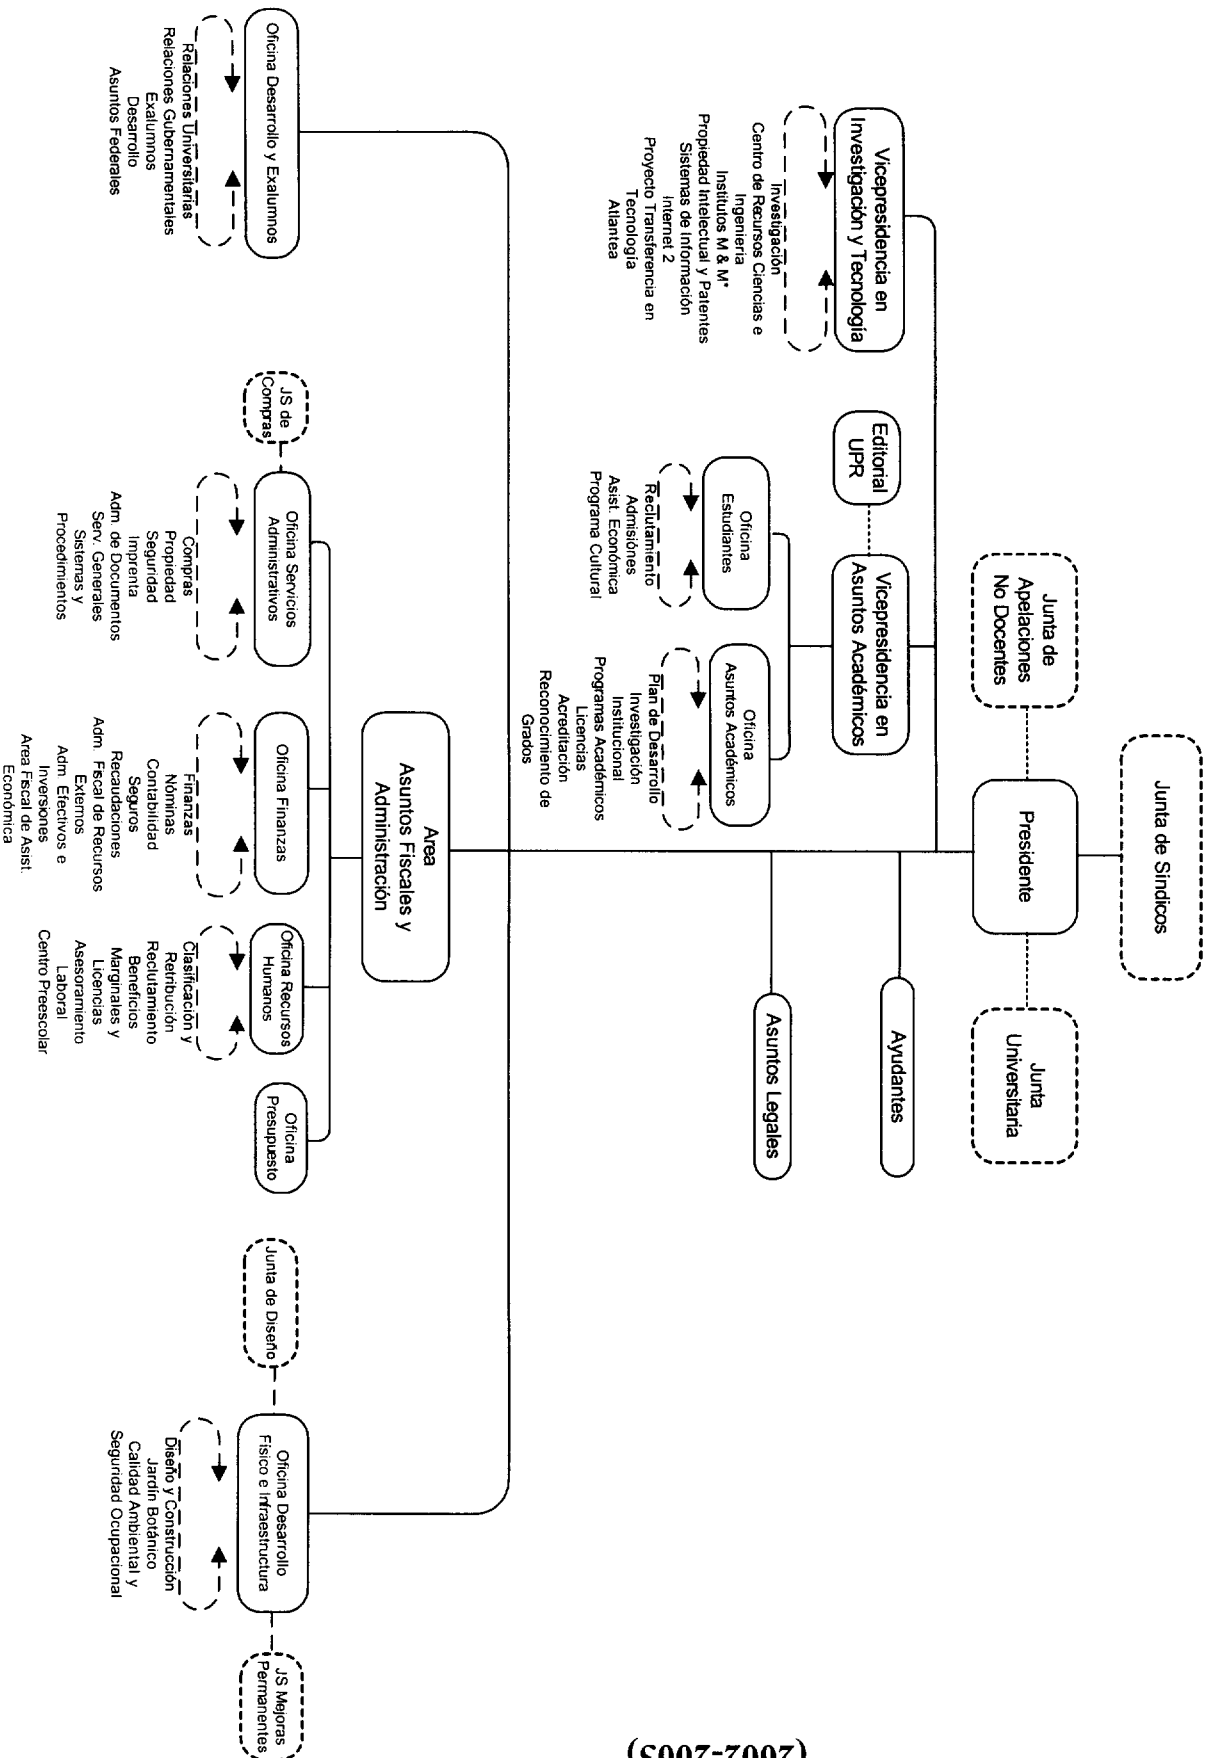 (2002-2005)
Junta de Síndicos
Junta de
Apelaciones
No Docentes
Presidente
Junta
Universitaria
Ayudantes
Asuntos Legales
Vicepresidencia en
Investigación y Tecnología
Investigación
Centro de Recursos Ciencias e
Ingeniería
Institutos M & M*
Propiedad Intelectual y Patentes
Sistemas de Información
Internet 2
Proyecto Transferencia en
Tecnología
Atlantea
Editorial
UPR
Vicepresidencia en
Asuntos Académicos
Oficina
Estudiantes
Reclutamiento
Admisiónes
Asist. Económica
Programa Cultural
Oficina
Asuntos Académicos
Plan de Desarrollo
Investigación
Institucional
Programas Académicos
Licencias
Acreditación
Reconocimiento de
Grados
Area
Asuntos Fiscales y
Administración
Oficina Desarrollo y Exalumnos
Relaciones Universitarias
Relaciones Gubernamentales
Exalumnos
Desarrollo
Asuntos Federales
JS de
Compras
Oficina Servicios
Administrativos
Compras
Propiedad
Seguridad
Imprenta
Adm. de Documentos
Serv. Generales
Sistemas y
Procedimientos
Oficina Finanzas
Finanzas
Nóminas
Contabilidad
Seguros
Recaudaciones
Adm. Fiscal de Recursos
Externos
Adm. Efectivos e
Inversiones
Area Fiscal de Asist.
Económica
Oficina Recursos
Humanos
Clasificación y
Retribución
Reclutamiento
Beneficios
Marginales y
Licencias
Asesoramiento
Laboral
Centro Preescolar
Oficina
Presupuesto
Junta de Diseño
Oficina Desarrollo
Físico e Infraestructura
Diseño y Construcción
Jardín Botánico
Calidad Ambiental y
Seguridad Ocupacional
JS Mejoras
Permanentes